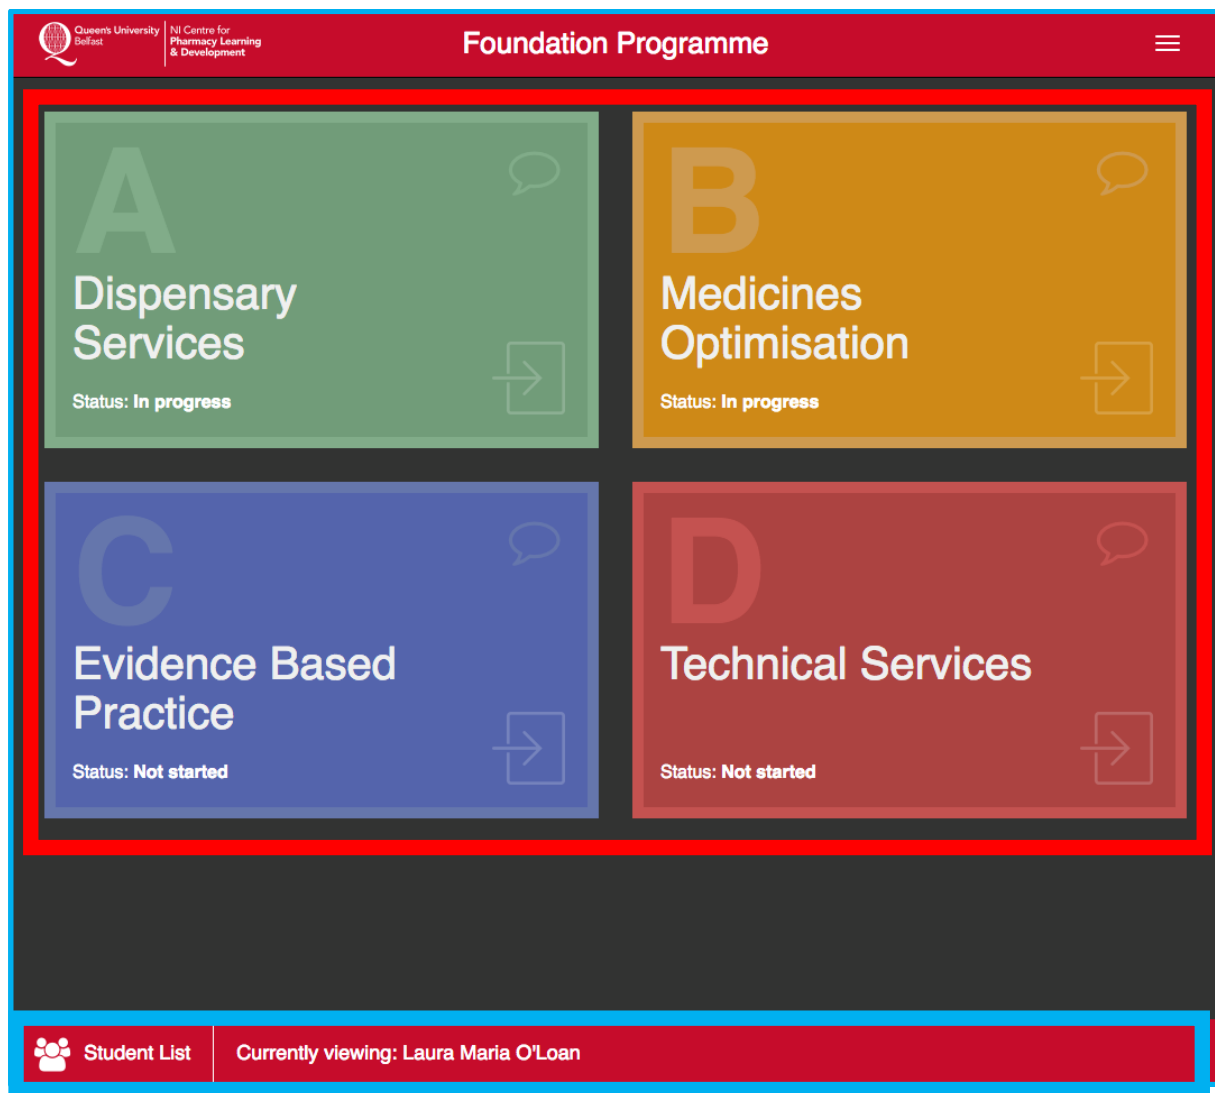 Queen's University
Belfast
NI Centre for
Pharmacy Learning
& Development
Foundation Programme
A
Dispensary
Services
Status: In progress
B
Medicines
Optimisation
Status: In progress
C
Evidence Based
Practice
Status: Not started
D
Technical Services
Status: Not started
Student List
Currently viewing: Laura Maria O'Loan